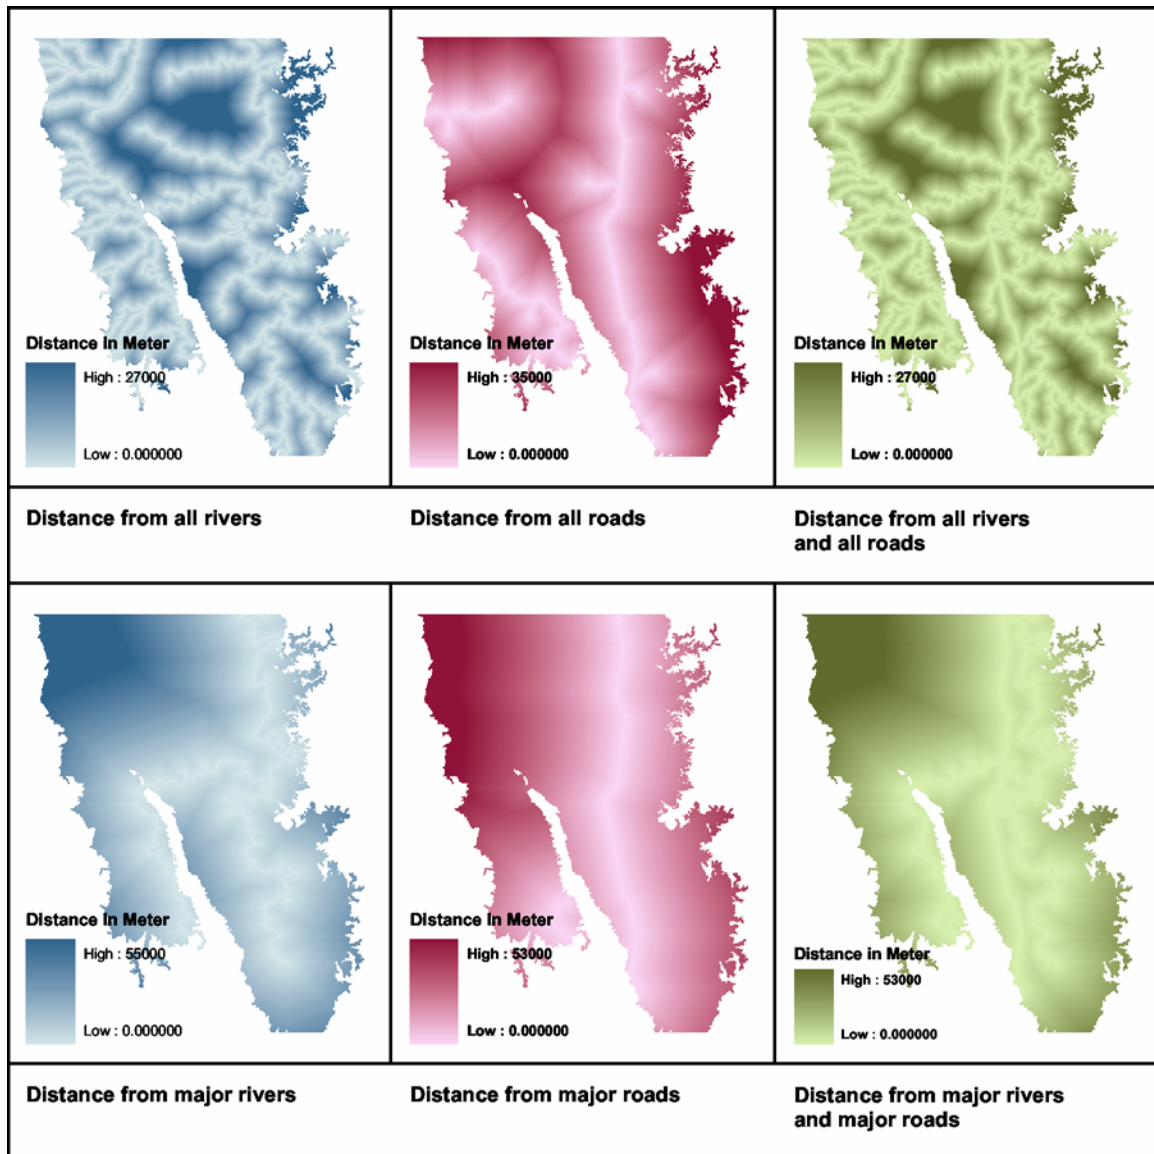 Distance in Meter
High : 27000
Low : 0.000000
Distance from all rivers
Distance in Meter
High : 35000
Low : 0.000000
Distance from all roads
Distance in Meter
High : 27000
Low : 0.000000
Distance from all rivers
and all roads
Distance in Meter
High : 55000
Low : 0.000000
Distance from major rivers
Distance in Meter
High : 53000
Low : 0.000000
Distance from major roads
Distance in Meter
High : 53000
Low : 0.000000
Distance from major rivers
and major roads